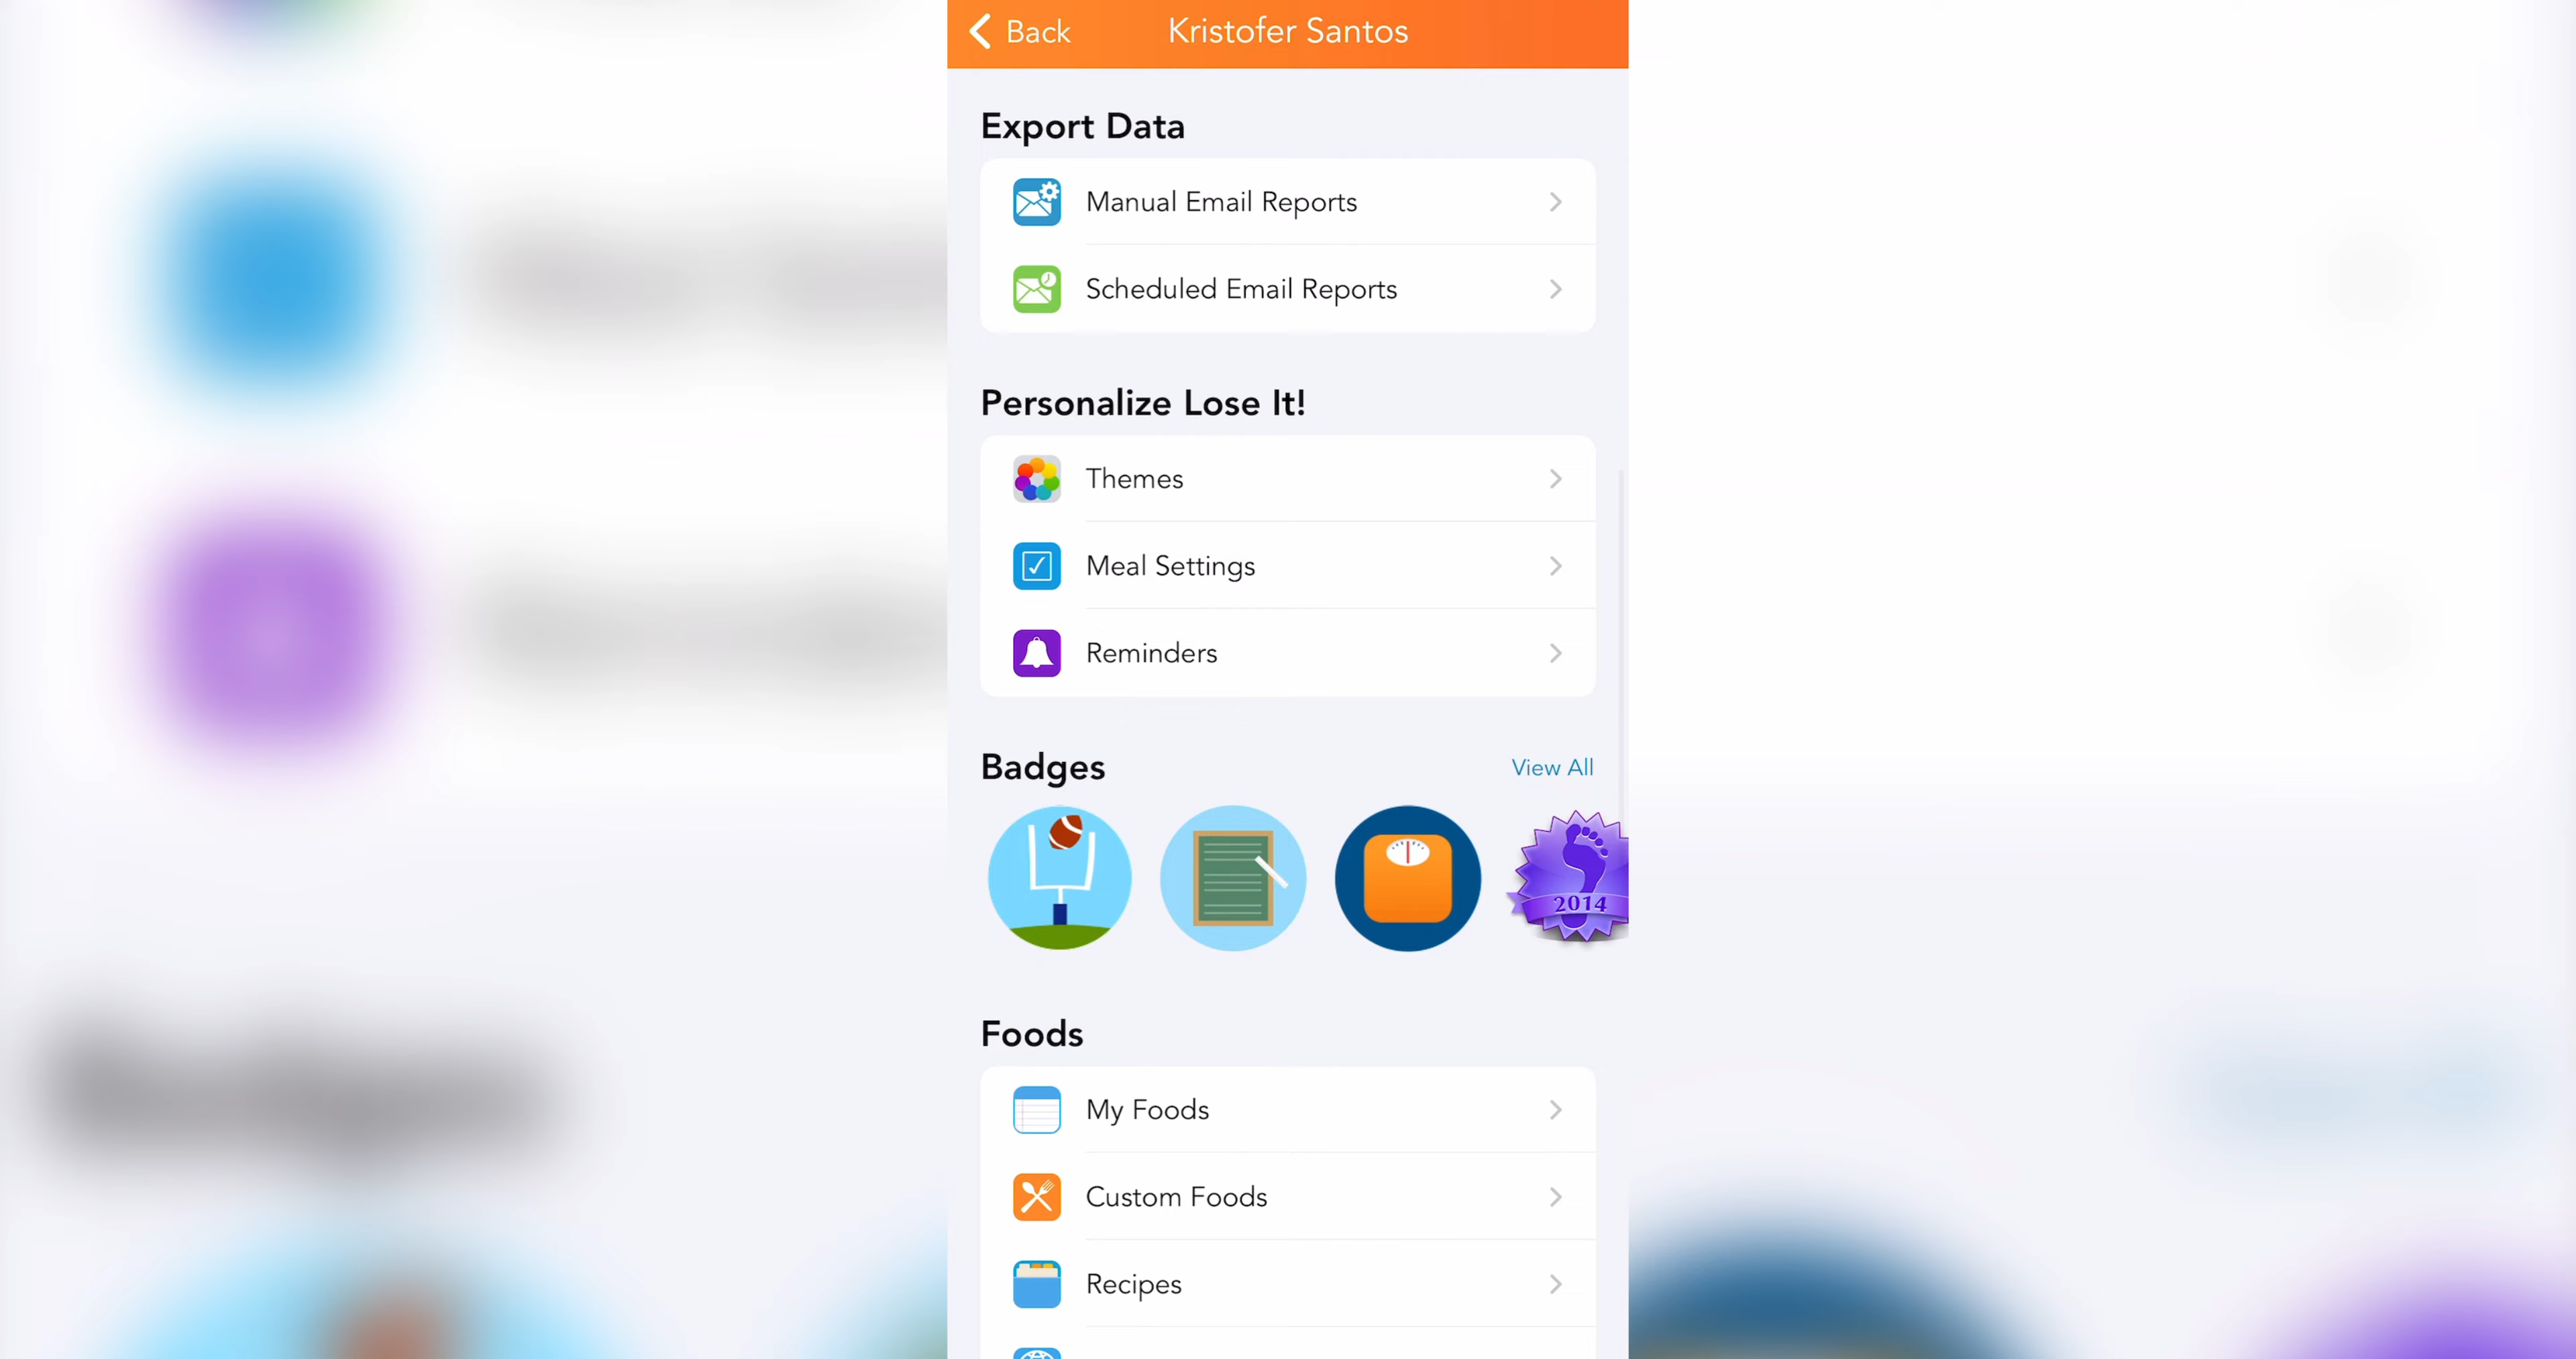 Back
Kristofer Santos
Export Data
Manual Email Reports
Scheduled Email Reports
Personalize Lose It!
Themes
Meal Settings
Reminders
Badges
View All
2014
Foods
My Foods
Custom Foods
Recipes